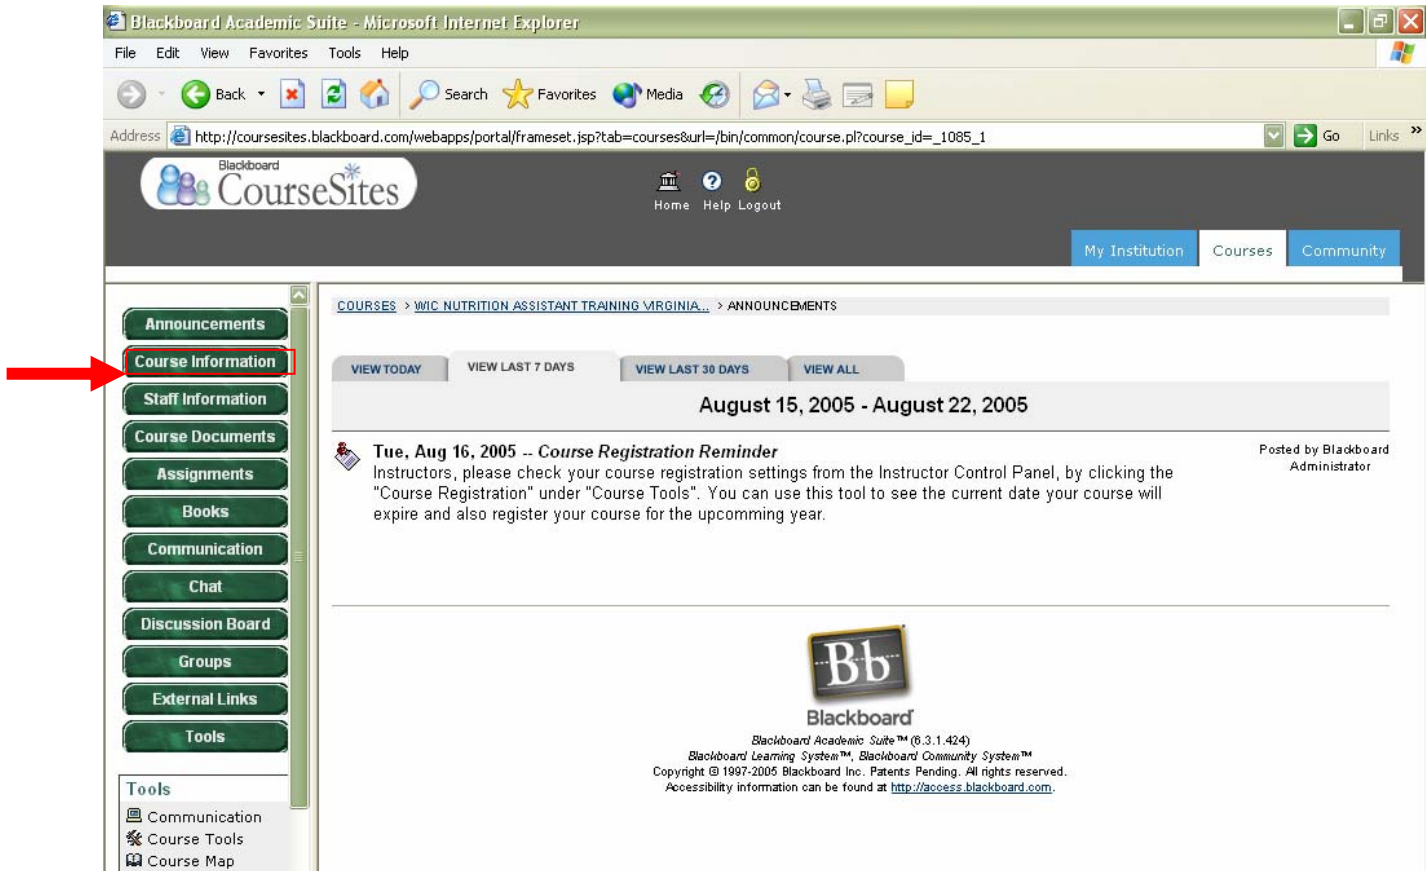 Blackboard Academic Suite - Microsoft Internet Explorer
File Edit View Favorites Tools Help
Back Search Favorites Media
Address http://coursesites.blackboard.com/webapps/portal/frameset.jsp?tab=courses&url=/bin/common/course.pl?course_id=_1085_1 Go Links »
Blackboard
CourseSites
Home Help Logout
My Institution Courses Community
COURSES > WIC NUTRITION ASSISTANT TRAINING VIRGINIA... > ANNOUNCEMENTS
Announcements
Course Information
Staff Information
Course Documents
Assignments
Books
Communication
Chat
Discussion Board
Groups
External Links
Tools
Tools
Communication
Course Tools
Course Map
VIEW TODAY VIEW LAST 7 DAYS VIEW LAST 30 DAYS VIEW ALL
August 15, 2005 - August 22, 2005
Tue, Aug 16, 2005 -- Course Registration Reminder
Instructors, please check your course registration settings from the Instructor Control Panel, by clicking the
"Course Registration" under "Course Tools". You can use this tool to see the current date your course will
expire and also register your course for the upcomming year.
Posted by Blackboard
Administrator
Bb
Blackboard
Blackboard Academic Suite™ (6.3.1.424)
Blackboard Learning System™, Blackboard Community System™
Copyright © 1997-2005 Blackboard Inc. Patents Pending. All rights reserved.
Accessibility information can be found at http://access.blackboard.com.